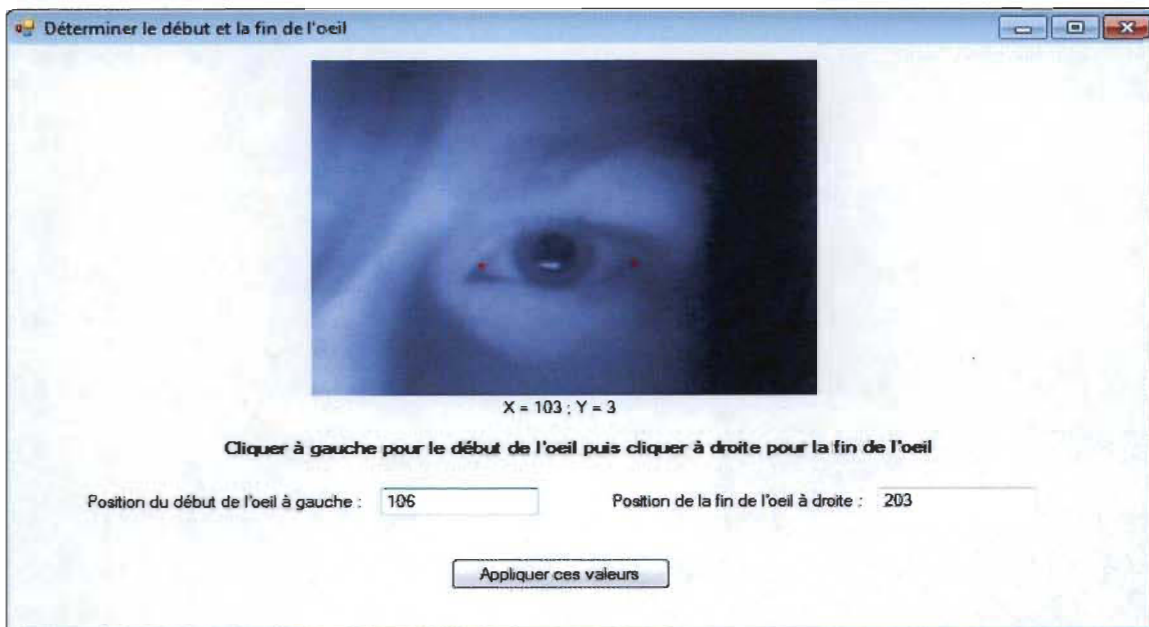 Déterminer le début et la fin de l'oeil
X = 103 ; Y = 3
Cliquer à gauche pour le début de l'oeil puis cliquer à droite pour la fin de l'oeil
Position du début de l'oeil à gauche : 106 Position de la fin de l'oeil à droite : 203
Appliquer ces valeurs